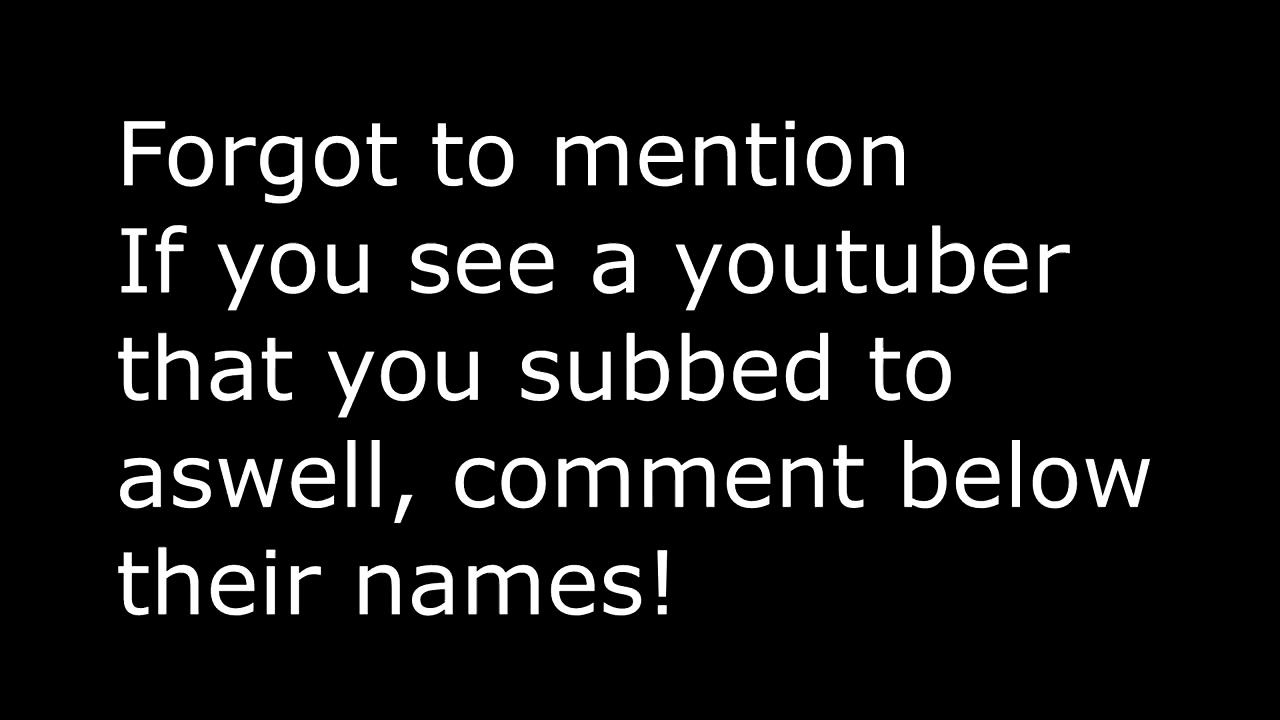 Forgot to mention
If you see a youtuber
that you subbed to
aswell, comment below
their names!